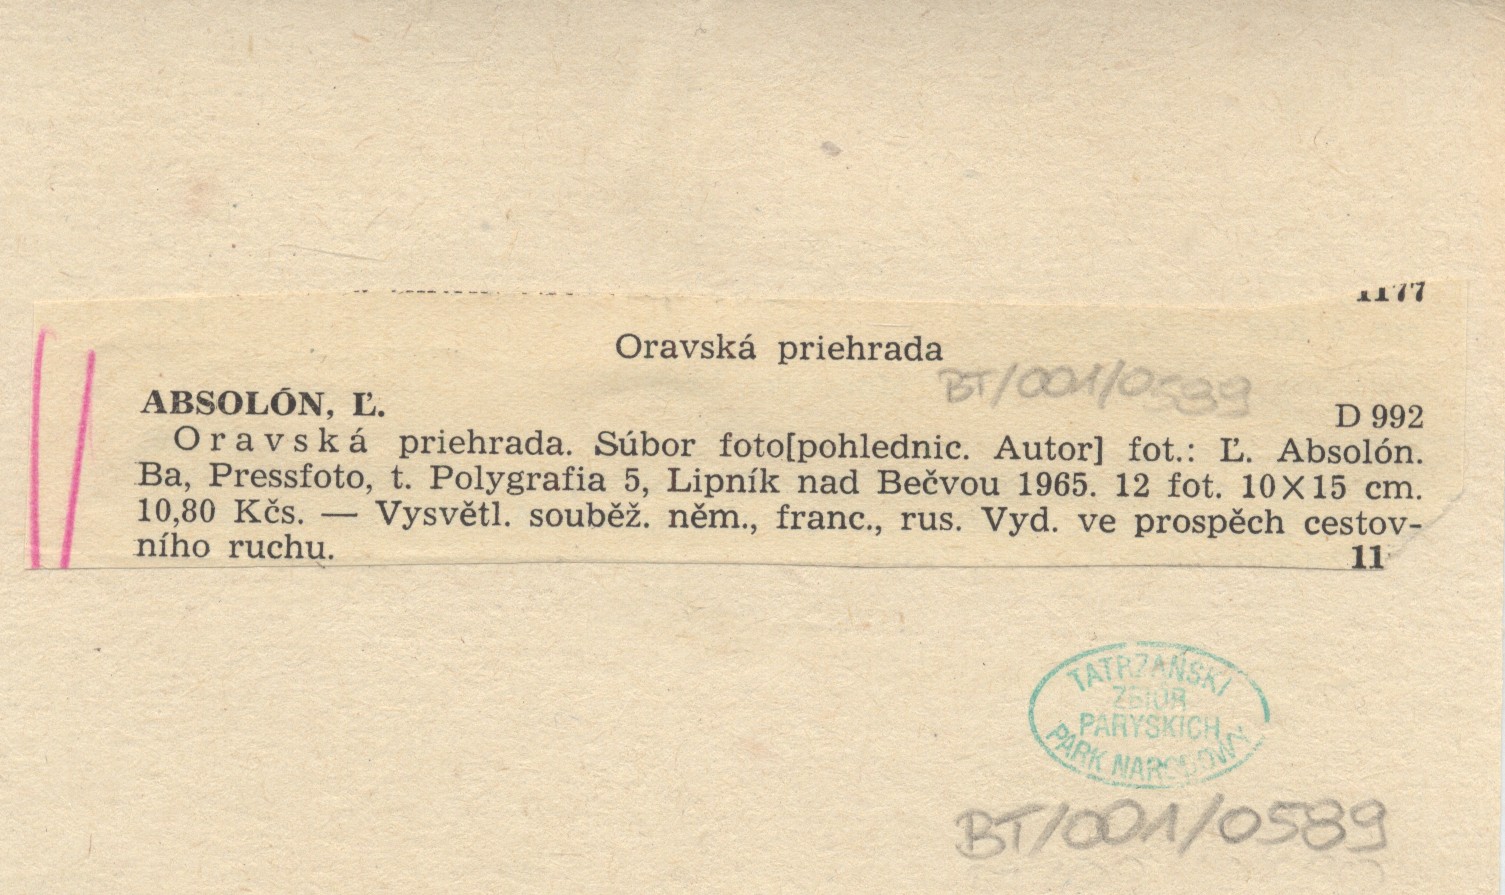 1177
Oravská priehrada
BT/001/0589
ABSOLÓN, Ľ.
D 992
Oravská priehrada. Súbor foto[pohlednic. Autor] fot.: Ľ. Absolón.
Ba, Pressfoto, t. Polygrafia 5, Lipník nad Bečvou 1965. 12 fot. 10×15 cm.
10,80 Kčs. — Vysvětl. souběž. něm., franc., rus. Vyd. ve prospěch cestov-
ního ruchu.
11
TATRZAŃSKI
ZBIÓR
PARYSKICH
PARK NARODOWY
BT/001/0589